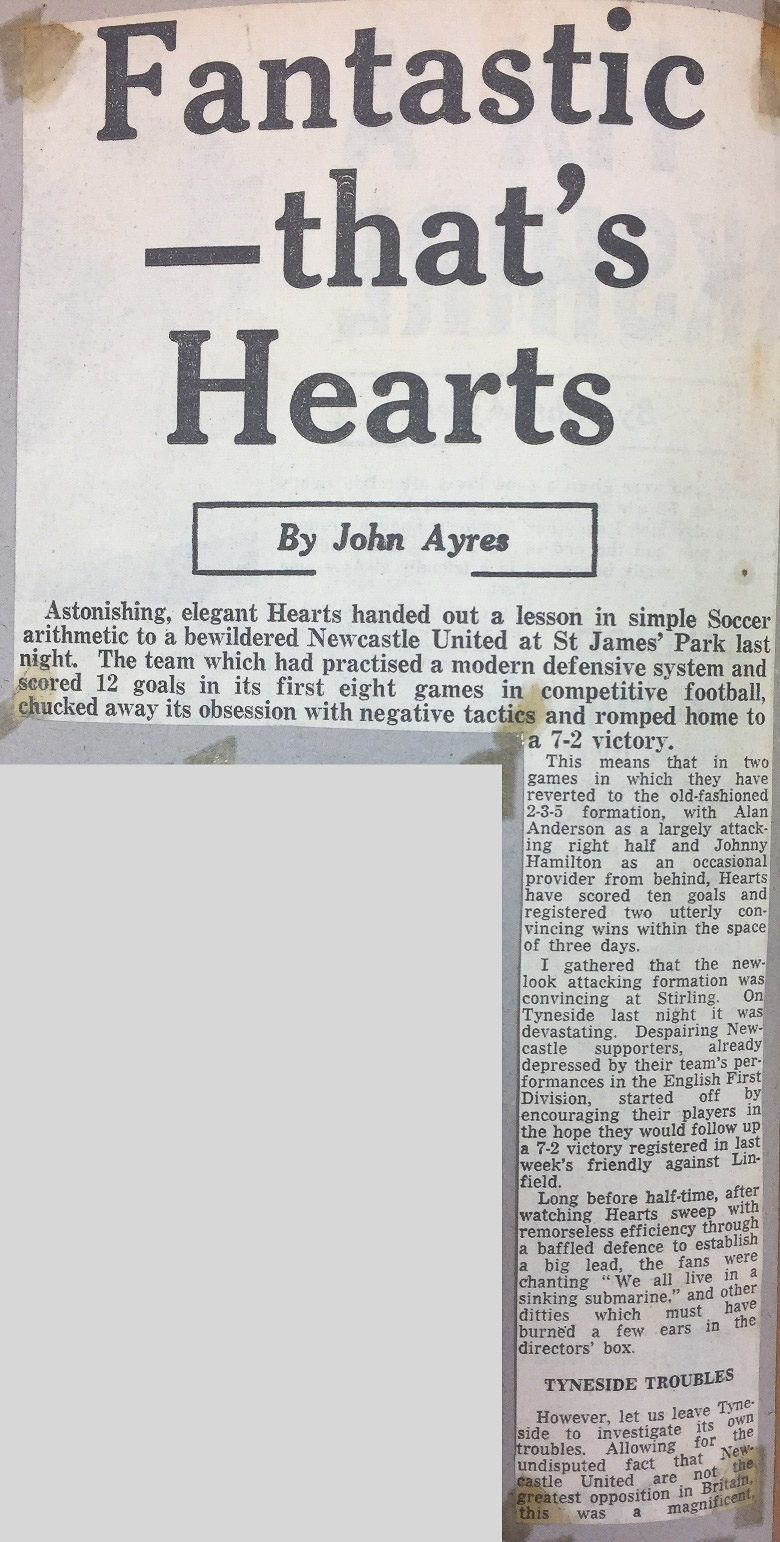 Fantastic
—that's
Hearts
By John Ayres
Astonishing, elegant Hearts handed out a lesson in simple Soccer
arithmetic to a bewildered Newcastle United at St James' Park last
night. The team which had practised a modern defensive system and
scored 12 goals in its first eight games in competitive football,
chucked away its obsession with negative tactics and romped home to
a 7-2 victory.
This means that in two
games in which they have
reverted to the old-fashioned
2-3-5 formation, with Alan
Anderson as a largely attack-
ing right half and Johnny
Hamilton as an occasional
provider from behind, Hearts
have scored ten goals and
registered two utterly con-
vincing wins within the space
of three days.
I gathered that the new-
look attacking formation was
convincing at Stirling. On
Tyneside last night it was
devastating. Despairing New-
castle supporters, already
depressed by their team's per-
formances in the English First
Division, started off by
encouraging their players in
the hope they would follow up
a 7-2 victory registered in last
week's friendly against Lin-
field.
Long before half-time, after
watching Hearts sweep with
remorseless efficiency through
a baffled defence to establish
a big lead, the fans were
chanting "We all live in a
sinking submarine," and other
ditties which must have
burned a few ears in the
directors' box.
TYNESIDE TROUBLES
However, let us leave Tyne-
side to investigate its own
troubles. Allowing for the
undisputed fact that New-
castle United are not the
greatest opposition in Britain,
this was a magnificent,